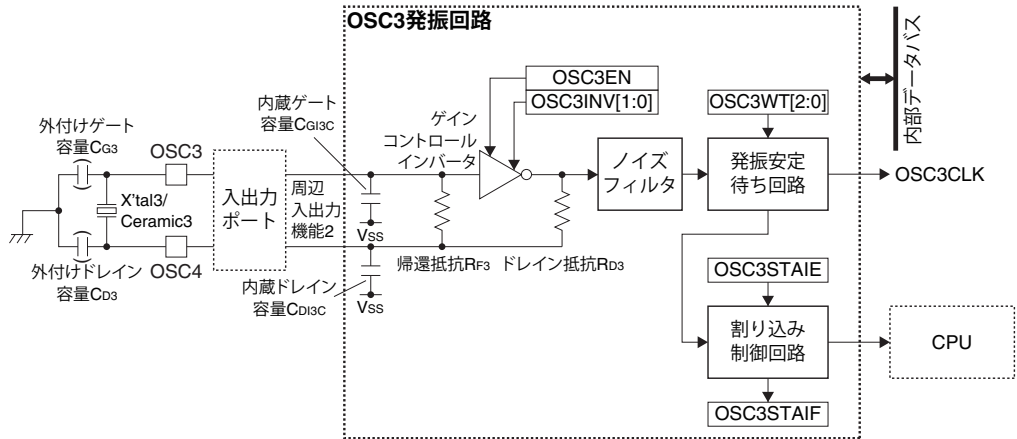 OSC3発振回路
内部データバス
OSC3EN
OSC3INV[1:0]
OSC3WT[2:0]
内蔵ゲート
容量CGI3C
ゲイン
コントロール
インバータ
外付けゲート
容量CG3
OSC3
X'tal3/
Ceramic3
入出力
ポート
周辺
入出力
機能2
VSS
ノイズ
フィルタ
発振安定
待ち回路
OSC3CLK
OSC4
外付けドレイン
容量CD3
内蔵ドレイン
容量CDI3C
VSS
帰還抵抗RF3
ドレイン抵抗RD3
OSC3STAIE
割り込み
制御回路
CPU
OSC3STAIF